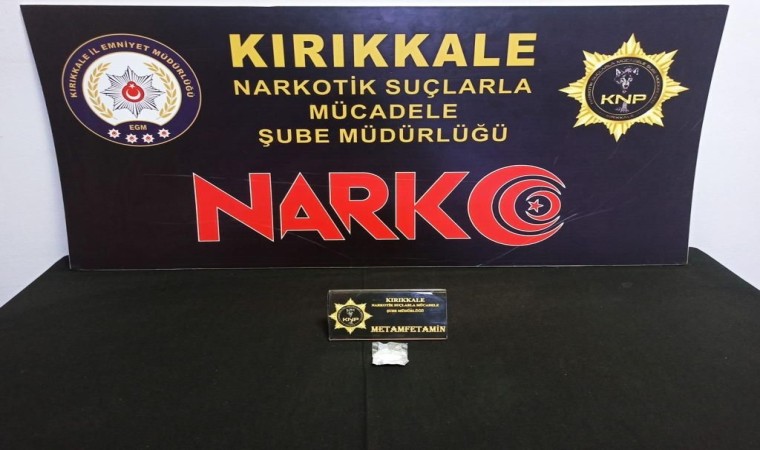 KIRIKKALE İL EMNİYET MÜDÜRLÜĞÜ
EGM
KIRIKKALE
NARKOTİK SUÇLARLA
MÜCADELE
ŞUBE MÜDÜRLÜĞÜ
KNP
NARKO
KIRIKKALE
NARKOTİK SUÇLARLA MÜCADELE
ŞUBE MÜDÜRLÜĞÜ
KNP
METAMFETAMİN